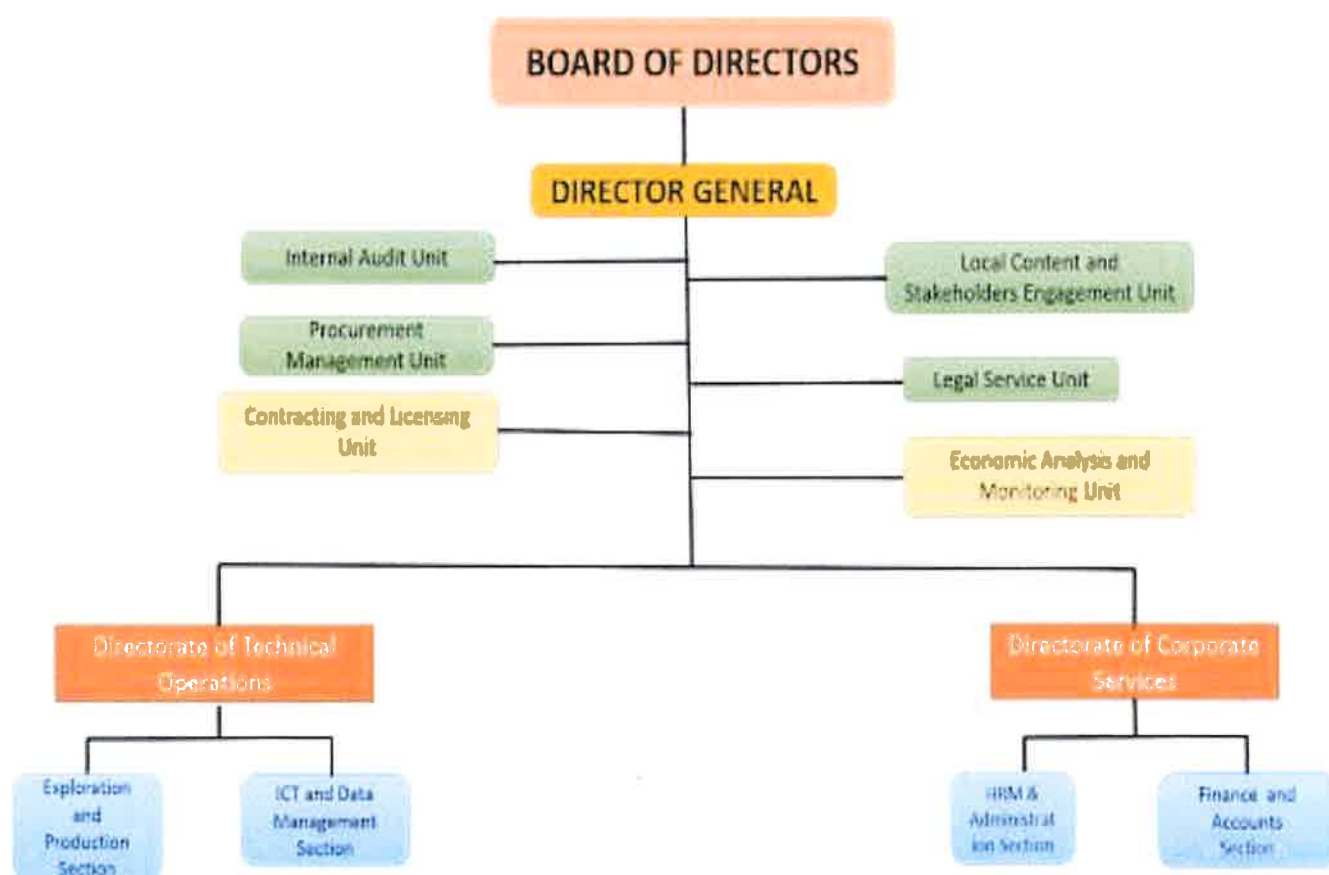 BOARD OF DIRECTORS
DIRECTOR GENERAL
Internal Audit Unit
Local Content and
Stakeholders Engagement Unit
Procurement
Management Unit
Legal Service Unit
Contracting and Licensing
Unit
Economic Analysis and
Monitoring Unit
Directorate of Technical
Operations
Directorate of Corporate
Services
Exploration
and
Production
Section
ICT and Data
Management
Section
HRM &
Administrat
ion Section
Finance and
Accounts
Section